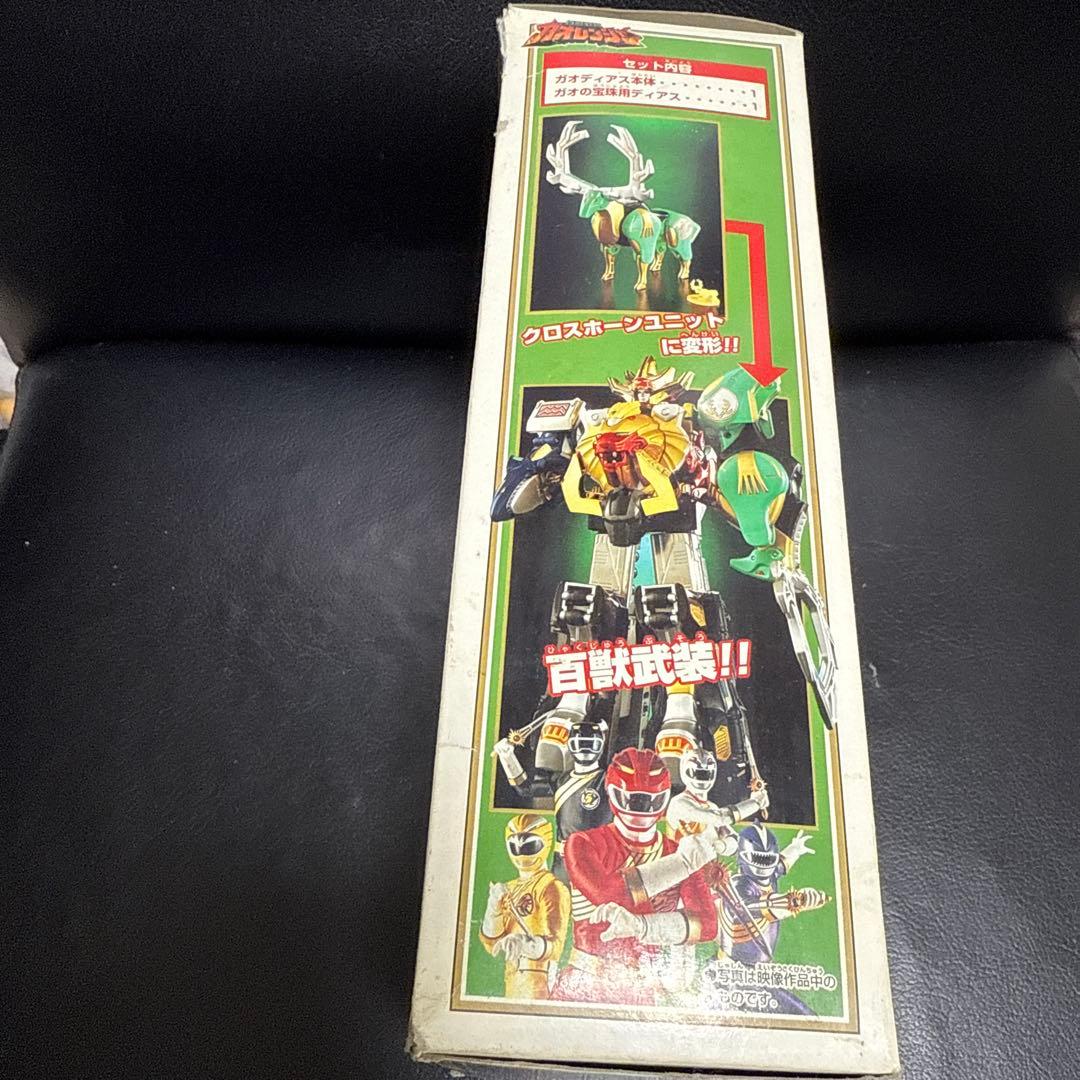 ガオレンジャー
セット内容
ガオディアス本体・・・・・・・・1
ガオの宝珠用ディアス・・・・・・1
クロスホーンユニット
に変形!!
へんけい
ひゃくじゅうぶそう
百獣武装!!
しゃしん えいぞうさくひんちゅう
写真は映像作品中の
ものです。